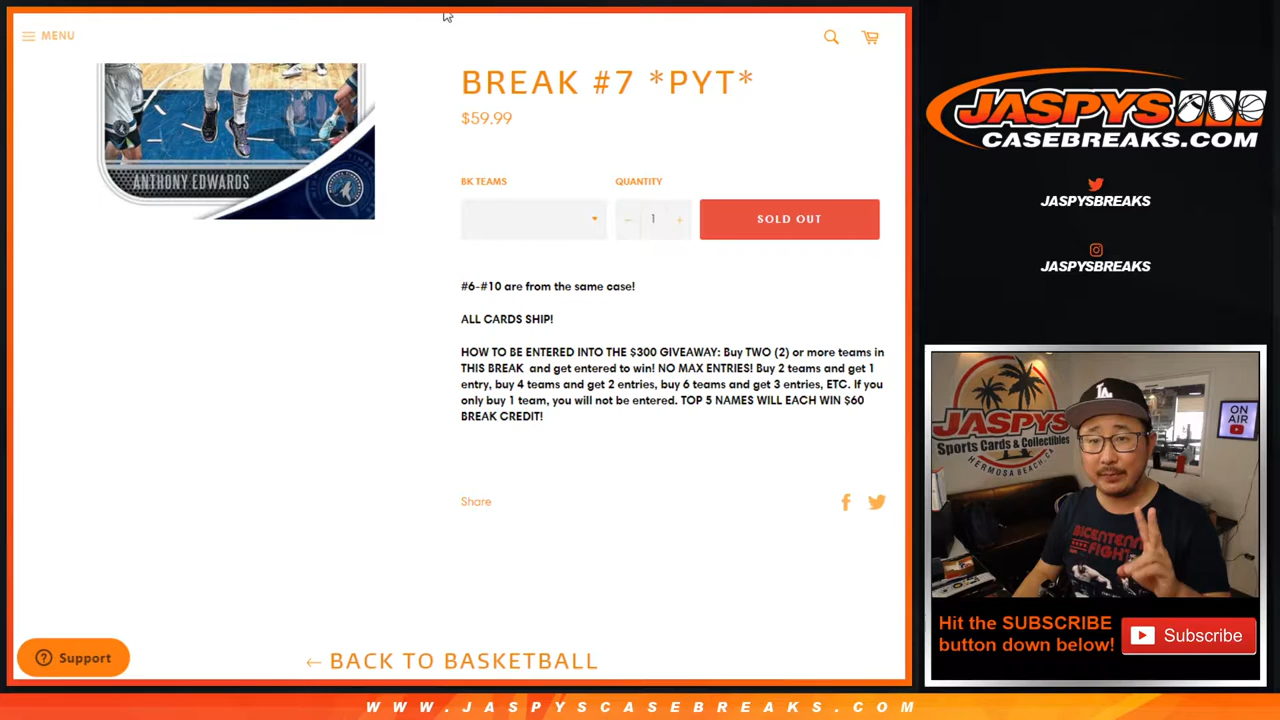 MENU
BREAK #7 *PYT*
$59.99
BK TEAMS
QUANTITY
1
SOLD OUT
ANTHONY EDWARDS
#6-#10 are from the same case!
ALL CARDS SHIP!
HOW TO BE ENTERED INTO THE $300 GIVEAWAY: Buy TWO (2) or more teams in
THIS BREAK and get entered to win! NO MAX ENTRIES! Buy 2 teams and get 1
entry, buy 4 teams and get 2 entries, buy 6 teams and get 3 entries, ETC. If you
only buy 1 team, you will not be entered. TOP 5 NAMES WILL EACH WIN $60
BREAK CREDIT!
Share
Support
← BACK TO BASKETBALL
JASPYS
CASEBREAKS.COM
JASPYSBREAKS
JASPYSBREAKS
JASPYS
Sports Cards & Collectibles
HERMOSA BEACH, CA
ON
AIR
LA
BICENTENN
FIGHT
Hit the SUBSCRIBE
button down below!
Subscribe
WWW.JASPYSCASEBREAKS.COM